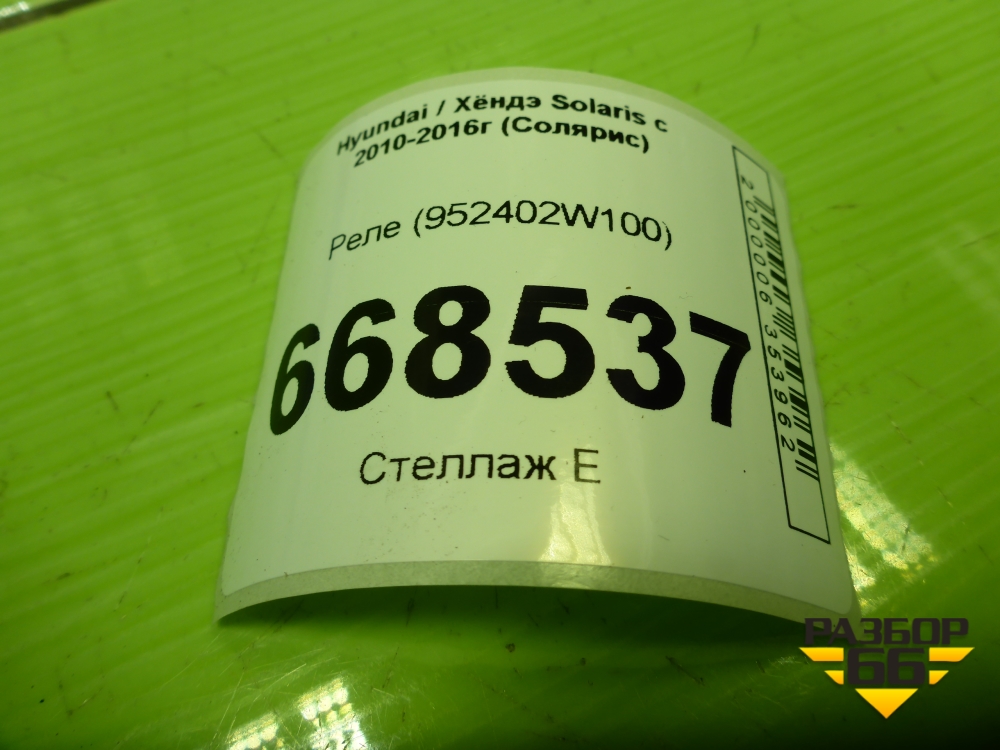 Hyundai / Хёндэ Solaris с
2010-2016г (Солярис)
Реле (952402W100)
668537
Стеллаж Е
2000006353962
РАЗБОР
66